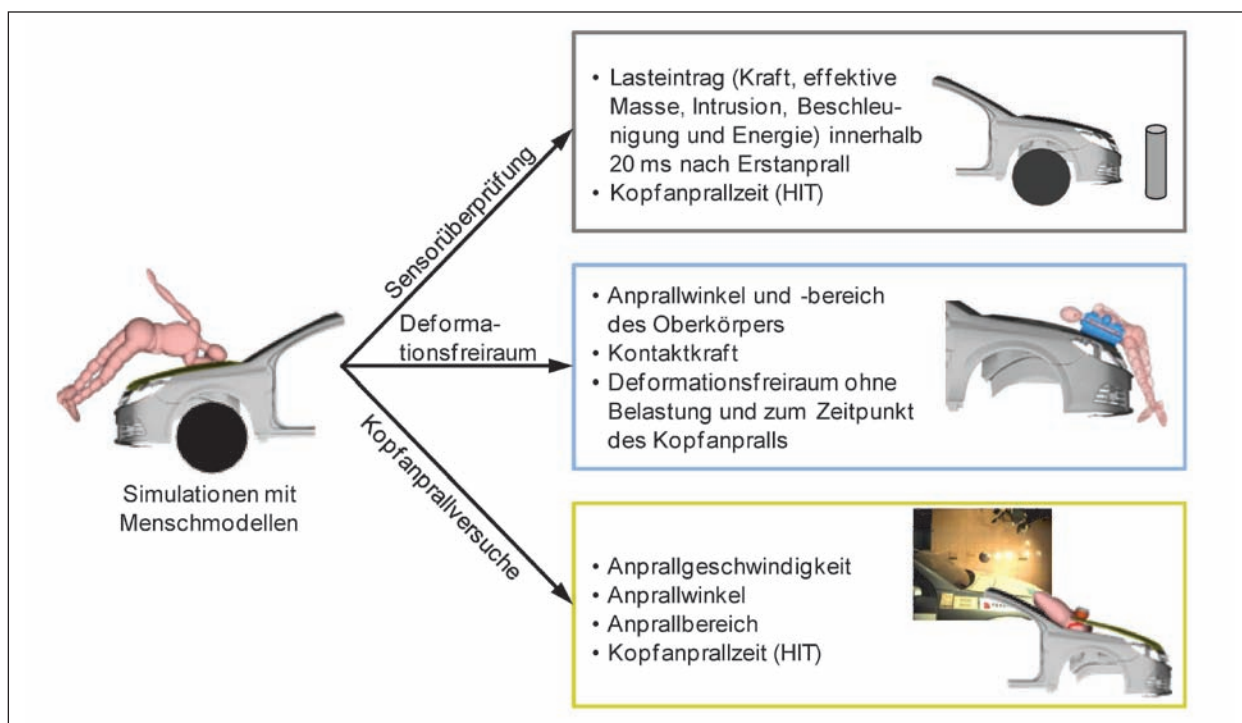 Simulationen mit
Menschmodellen
Sensorüberprüfung
• Lasteintrag (Kraft, effektive
Masse, Intrusion, Beschleu-
nigung und Energie) innerhalb
20 ms nach Erstanprall
• Kopfanprallzeit (HIT)
Deforma-
tionsfreiraum
• Anprallwinkel und -bereich
des Oberkörpers
• Kontaktkraft
• Deformationsfreiraum ohne
Belastung und zum Zeitpunkt
des Kopfanpralls
Kopfanprallversuche
• Anprallgeschwindigkeit
• Anprallwinkel
• Anprallbereich
• Kopfanprallzeit (HIT)